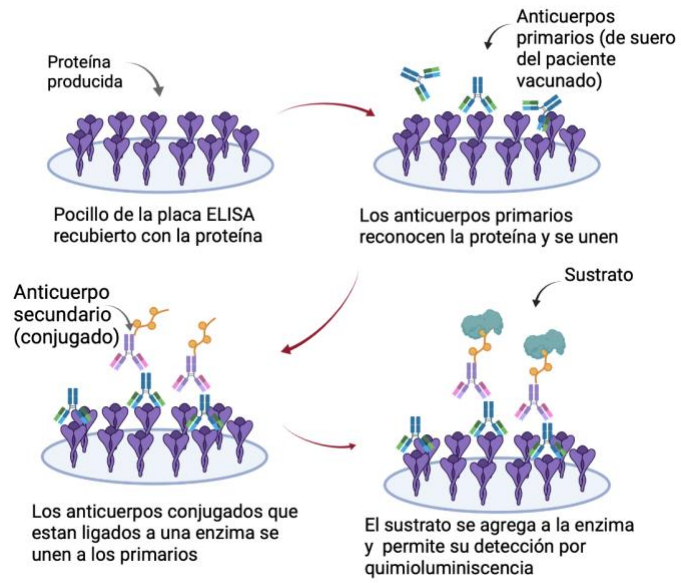 Proteína
producida
Anticuerpos
primarios (de suero
del paciente
vacunado)
Pocillo de la placa ELISA
recubierto con la proteína
Los anticuerpos primarios
reconocen la proteína y se unen
Anticuerpo
secundario
(conjugado)
Sustrato
Los anticuerpos conjugados que
estan ligados a una enzima se
unen a los primarios
El sustrato se agrega a la enzima
y permite su detección por
quimioluminiscencia